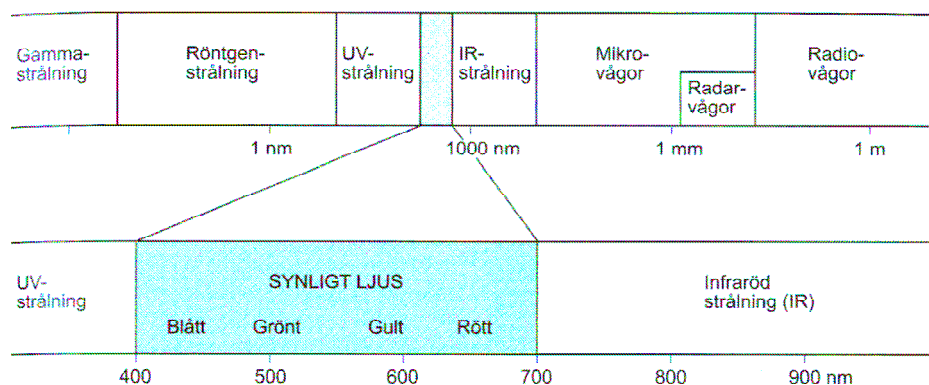 Gamma-
strålning
Röntgen-
strålning
UV-
strålning
IR-
strålning
Mikro-
vågor
Radar-
vågor
Radio-
vågor
1 nm 1000 nm 1 mm 1 m
UV-
strålning
SYNLIGT LJUS
Blått Grönt Gult Rött
Infraröd
strålning (IR)
400 500 600 700 800 900 nm